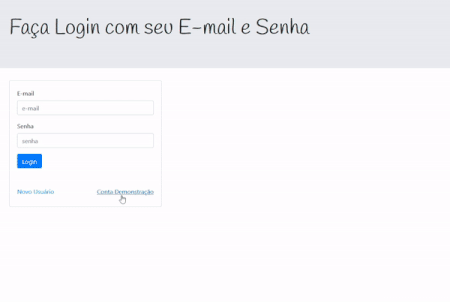 Faça Login com seu E-mail e Senha
E-mail
e-mail
Senha
senha
Login
Novo Usuário Conta Demonstração